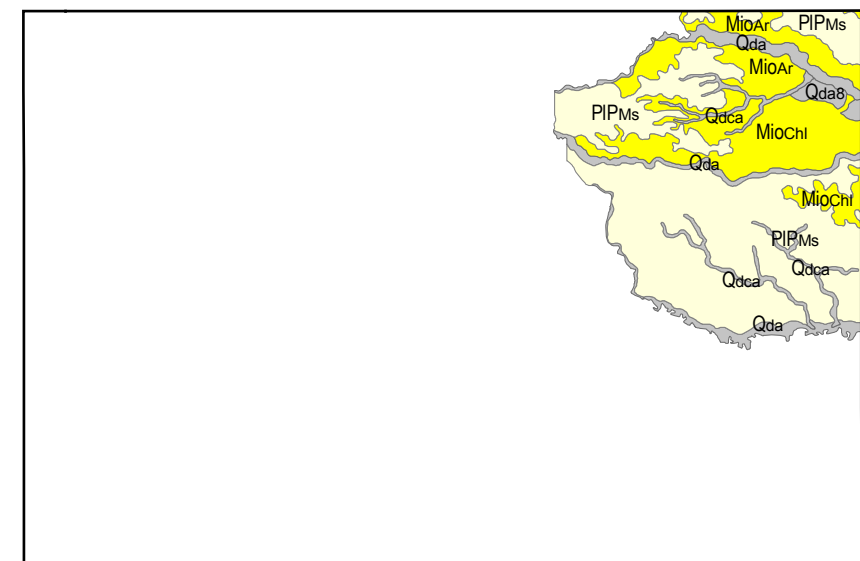 MioAr
PlPMs
Qda
MioAr
Qda8
PlPMs
Qdca
MioChl
Qda
MioChl
PlPMs
Qdca
Qdca
Qda